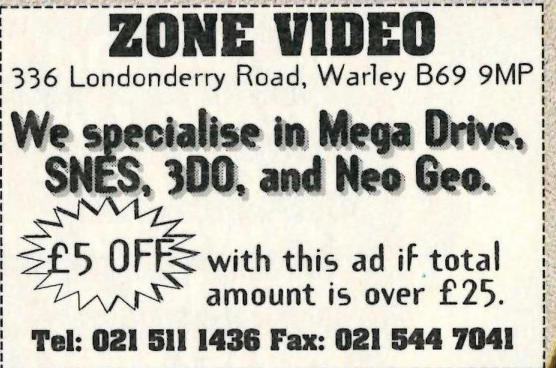 ZONE VIDEO
336 Londonderry Road, Warley B69 9MP
We specialise in Mega Drive,
SNES, 3DO, and Neo Geo.
£5 OFF
with this ad if total
amount is over £25.
Tel: 021 511 1436 Fax: 021 544 7041